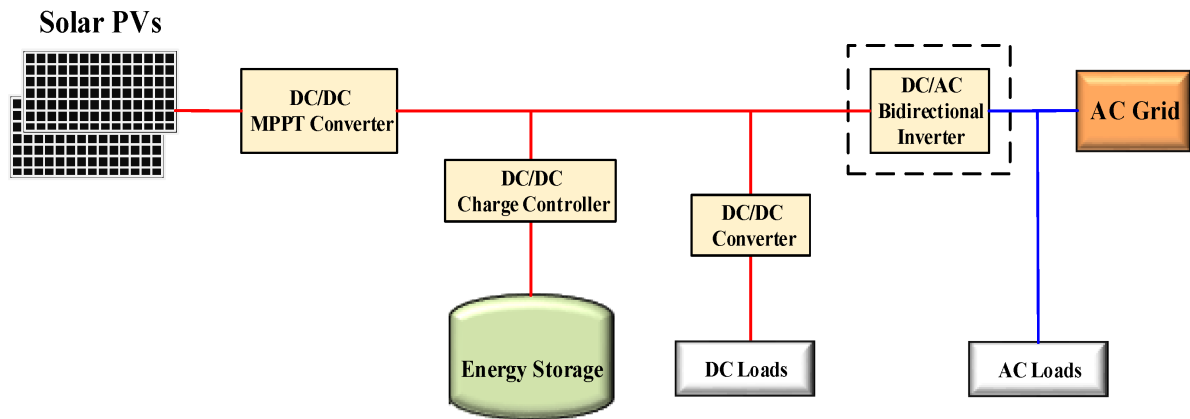 Solar PVs
DC/DC
MPPT Converter
DC/AC
Bidirectional
Inverter
AC Grid
DC/DC
Charge Controller
DC/DC
Converter
Energy Storage
DC Loads
AC Loads